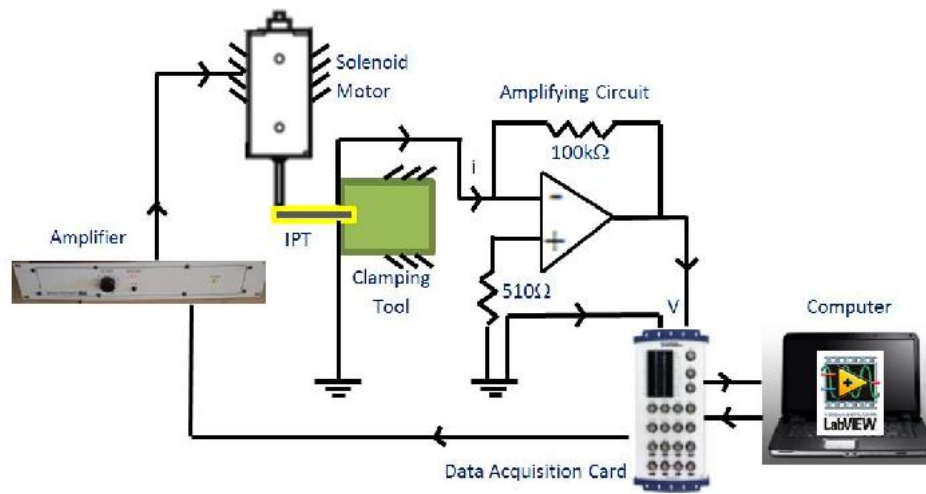 Solenoid
Motor
Amplifying Circuit
100kΩ
i
IPT
Amplifier
Clamping
Tool
510Ω
V
Computer
LabVIEW
Data Acquisition Card